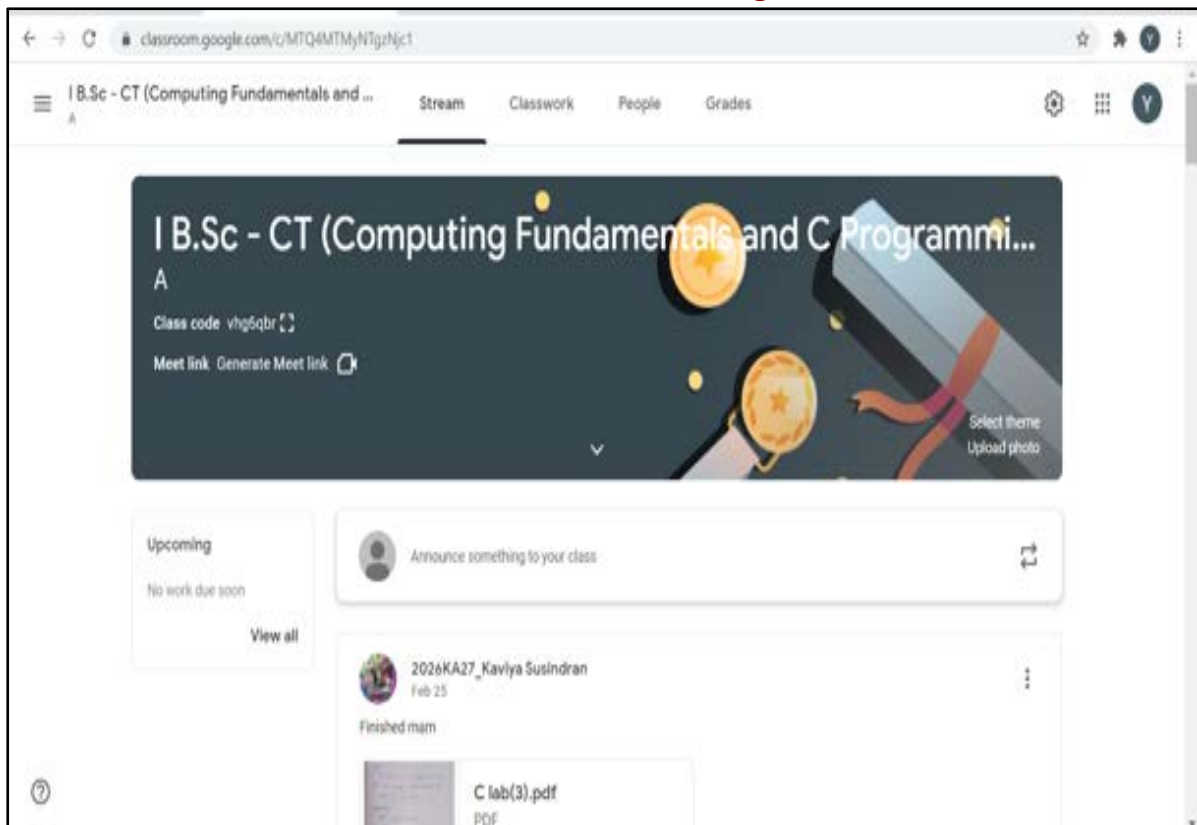 classroom.google.com/c/MTQ4MTMyNTgzNjc1
Y
I B.Sc - CT (Computing Fundamentals and ...
A
Stream Classwork People Grades
Y
I B.Sc - CT (Computing Fundamentals and C Programmi...
A
Class code vhg6qbr
Meet link Generate Meet link
Select theme
Upload photo
Upcoming
No work due soon
View all
Announce something to your class
2026KA27_Kaviya Susindran
Feb 25
Finished mam
C lab(3).pdf
PDF